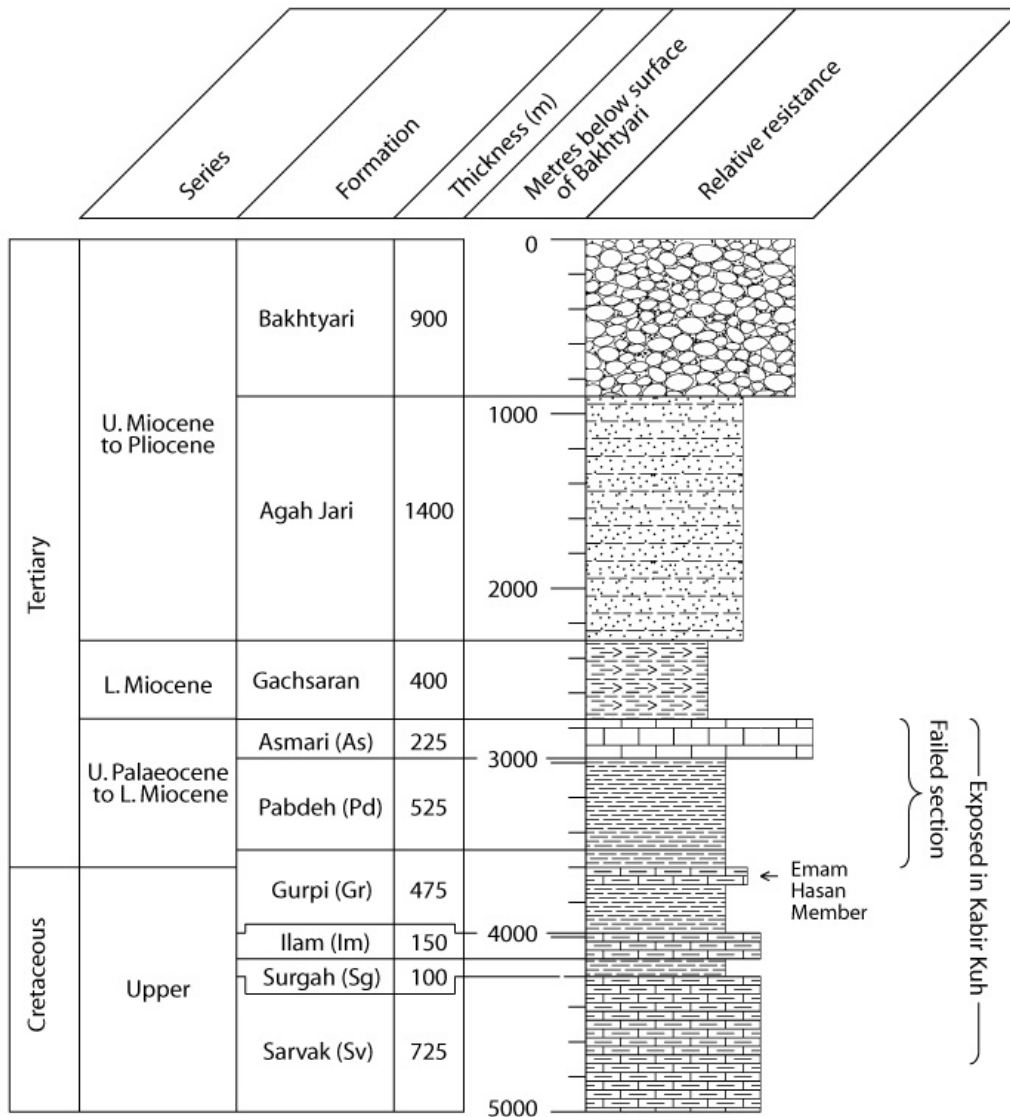 Series
Formation
Thickness (m)
Metres below surface
of Bakhtyari
Relative resistance
Tertiary
Cretaceous
U. Miocene
to Pliocene
L. Miocene
U. Palaeocene
to L. Miocene
Upper
Bakhtyari 900
Agah Jari 1400
Gachsaran 400
Asmari (As) 225
Pabdeh (Pd) 525
Gurpi (Gr) 475
Ilam (Im) 150
Surgah (Sg) 100
Sarvak (Sv) 725
0
1000
2000
3000
4000
5000
Emam
Hasan
Member
Failed section
Exposed in Kabir Kuh